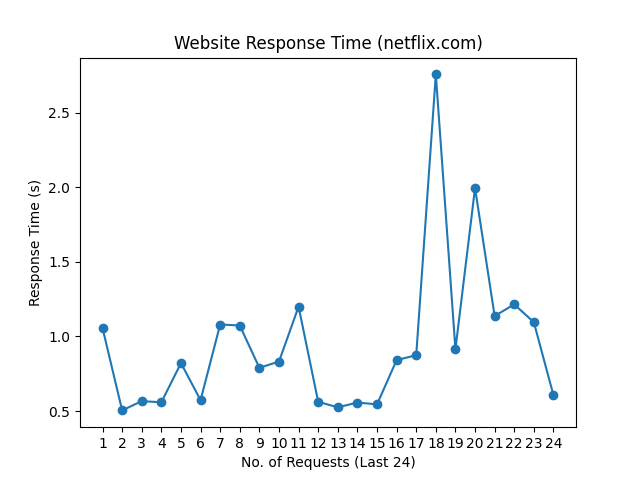 Website Response Time (netflix.com)
2.5
2.0
1.5
1.0
0.5
Response Time (s)
1 2 3 4 5 6 7 8 9 10 11 12 13 14 15 16 17 18 19 20 21 22 23 24
No. of Requests (Last 24)